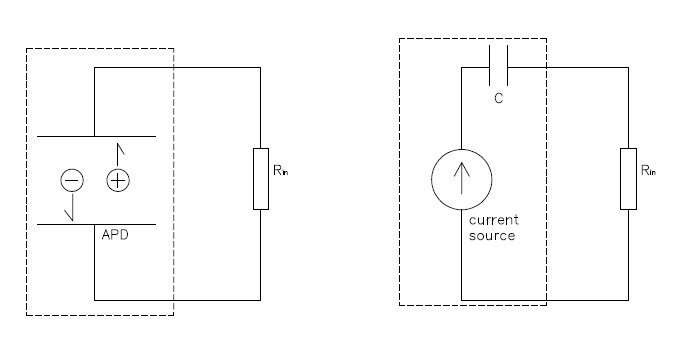 −
+
APD
Rin
C
current
source
Rin